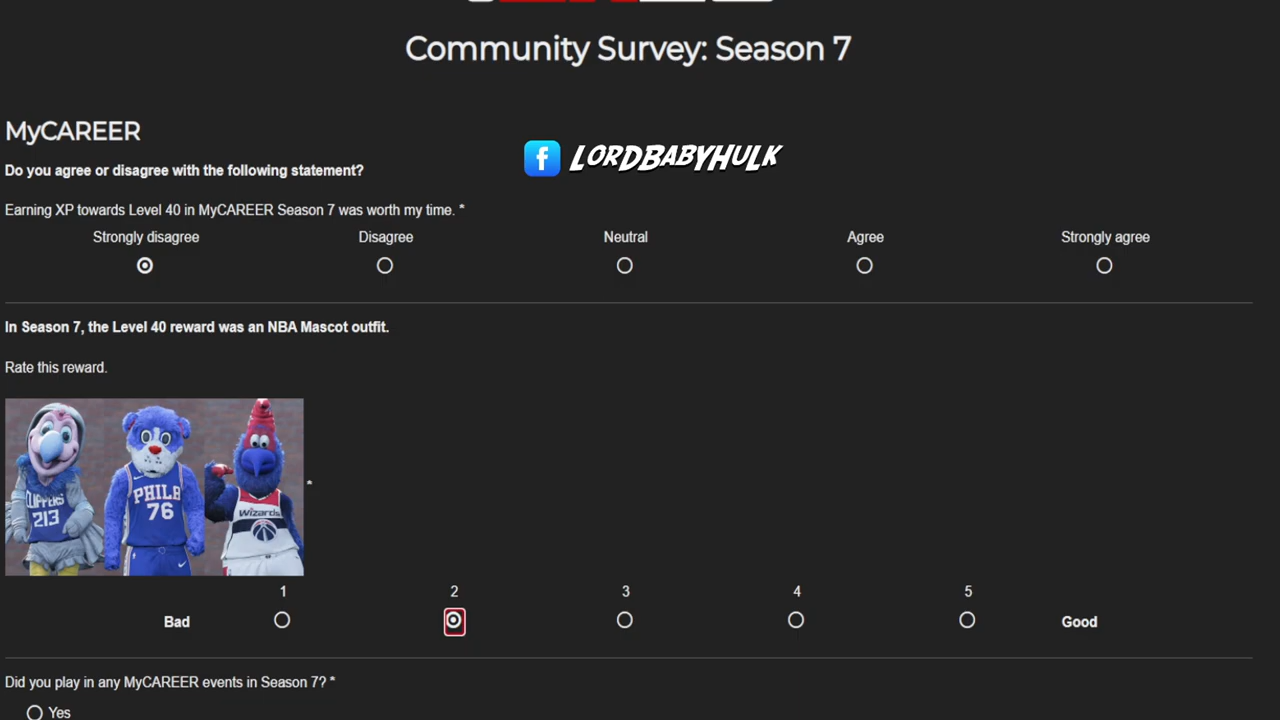 Community Survey: Season 7
MyCAREER
f LORDBABYHULK
Do you agree or disagree with the following statement?
Earning XP towards Level 40 in MyCAREER Season 7 was worth my time. *
Strongly disagree Disagree Neutral Agree Strongly agree
In Season 7, the Level 40 reward was an NBA Mascot outfit.
Rate this reward.
CLIPPERS PHILA Wizards
213 76
*
1 2 3 4 5
Bad Good
Did you play in any MyCAREER events in Season 7? *
Yes